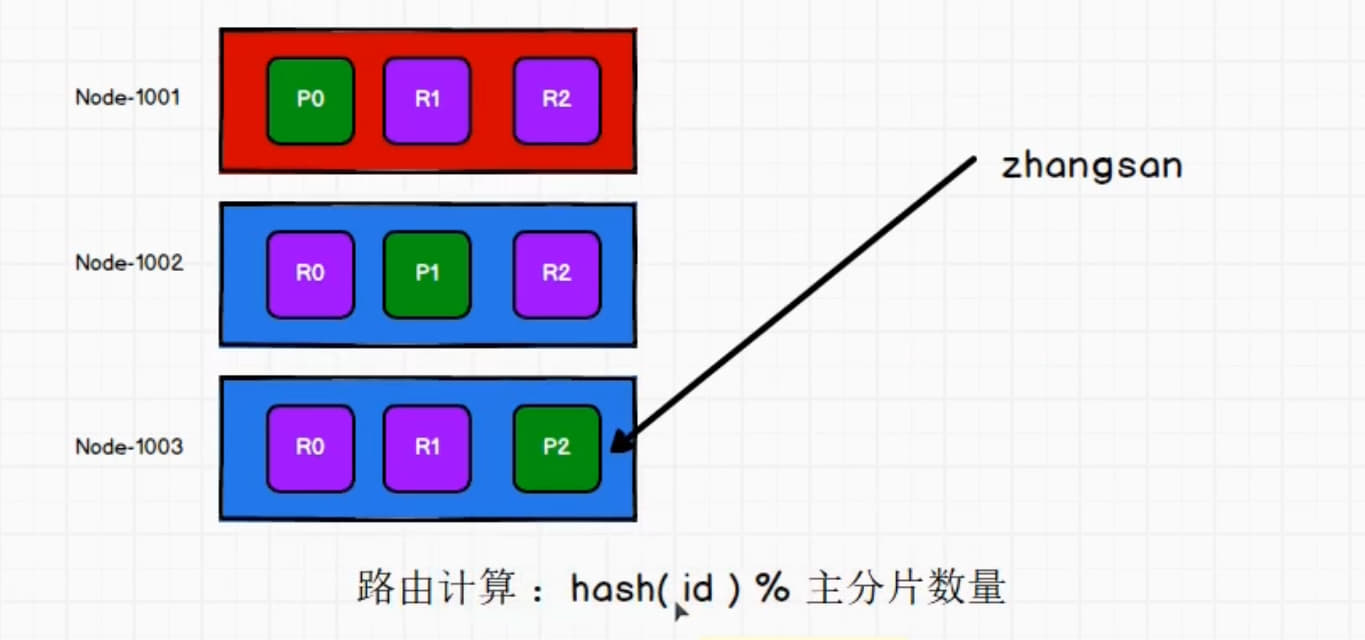 Node-1001 P0 R1 R2
zhangsan
Node-1002 R0 P1 R2
Node-1003 R0 R1 P2
路由计算：hash( id ) % 主分片数量